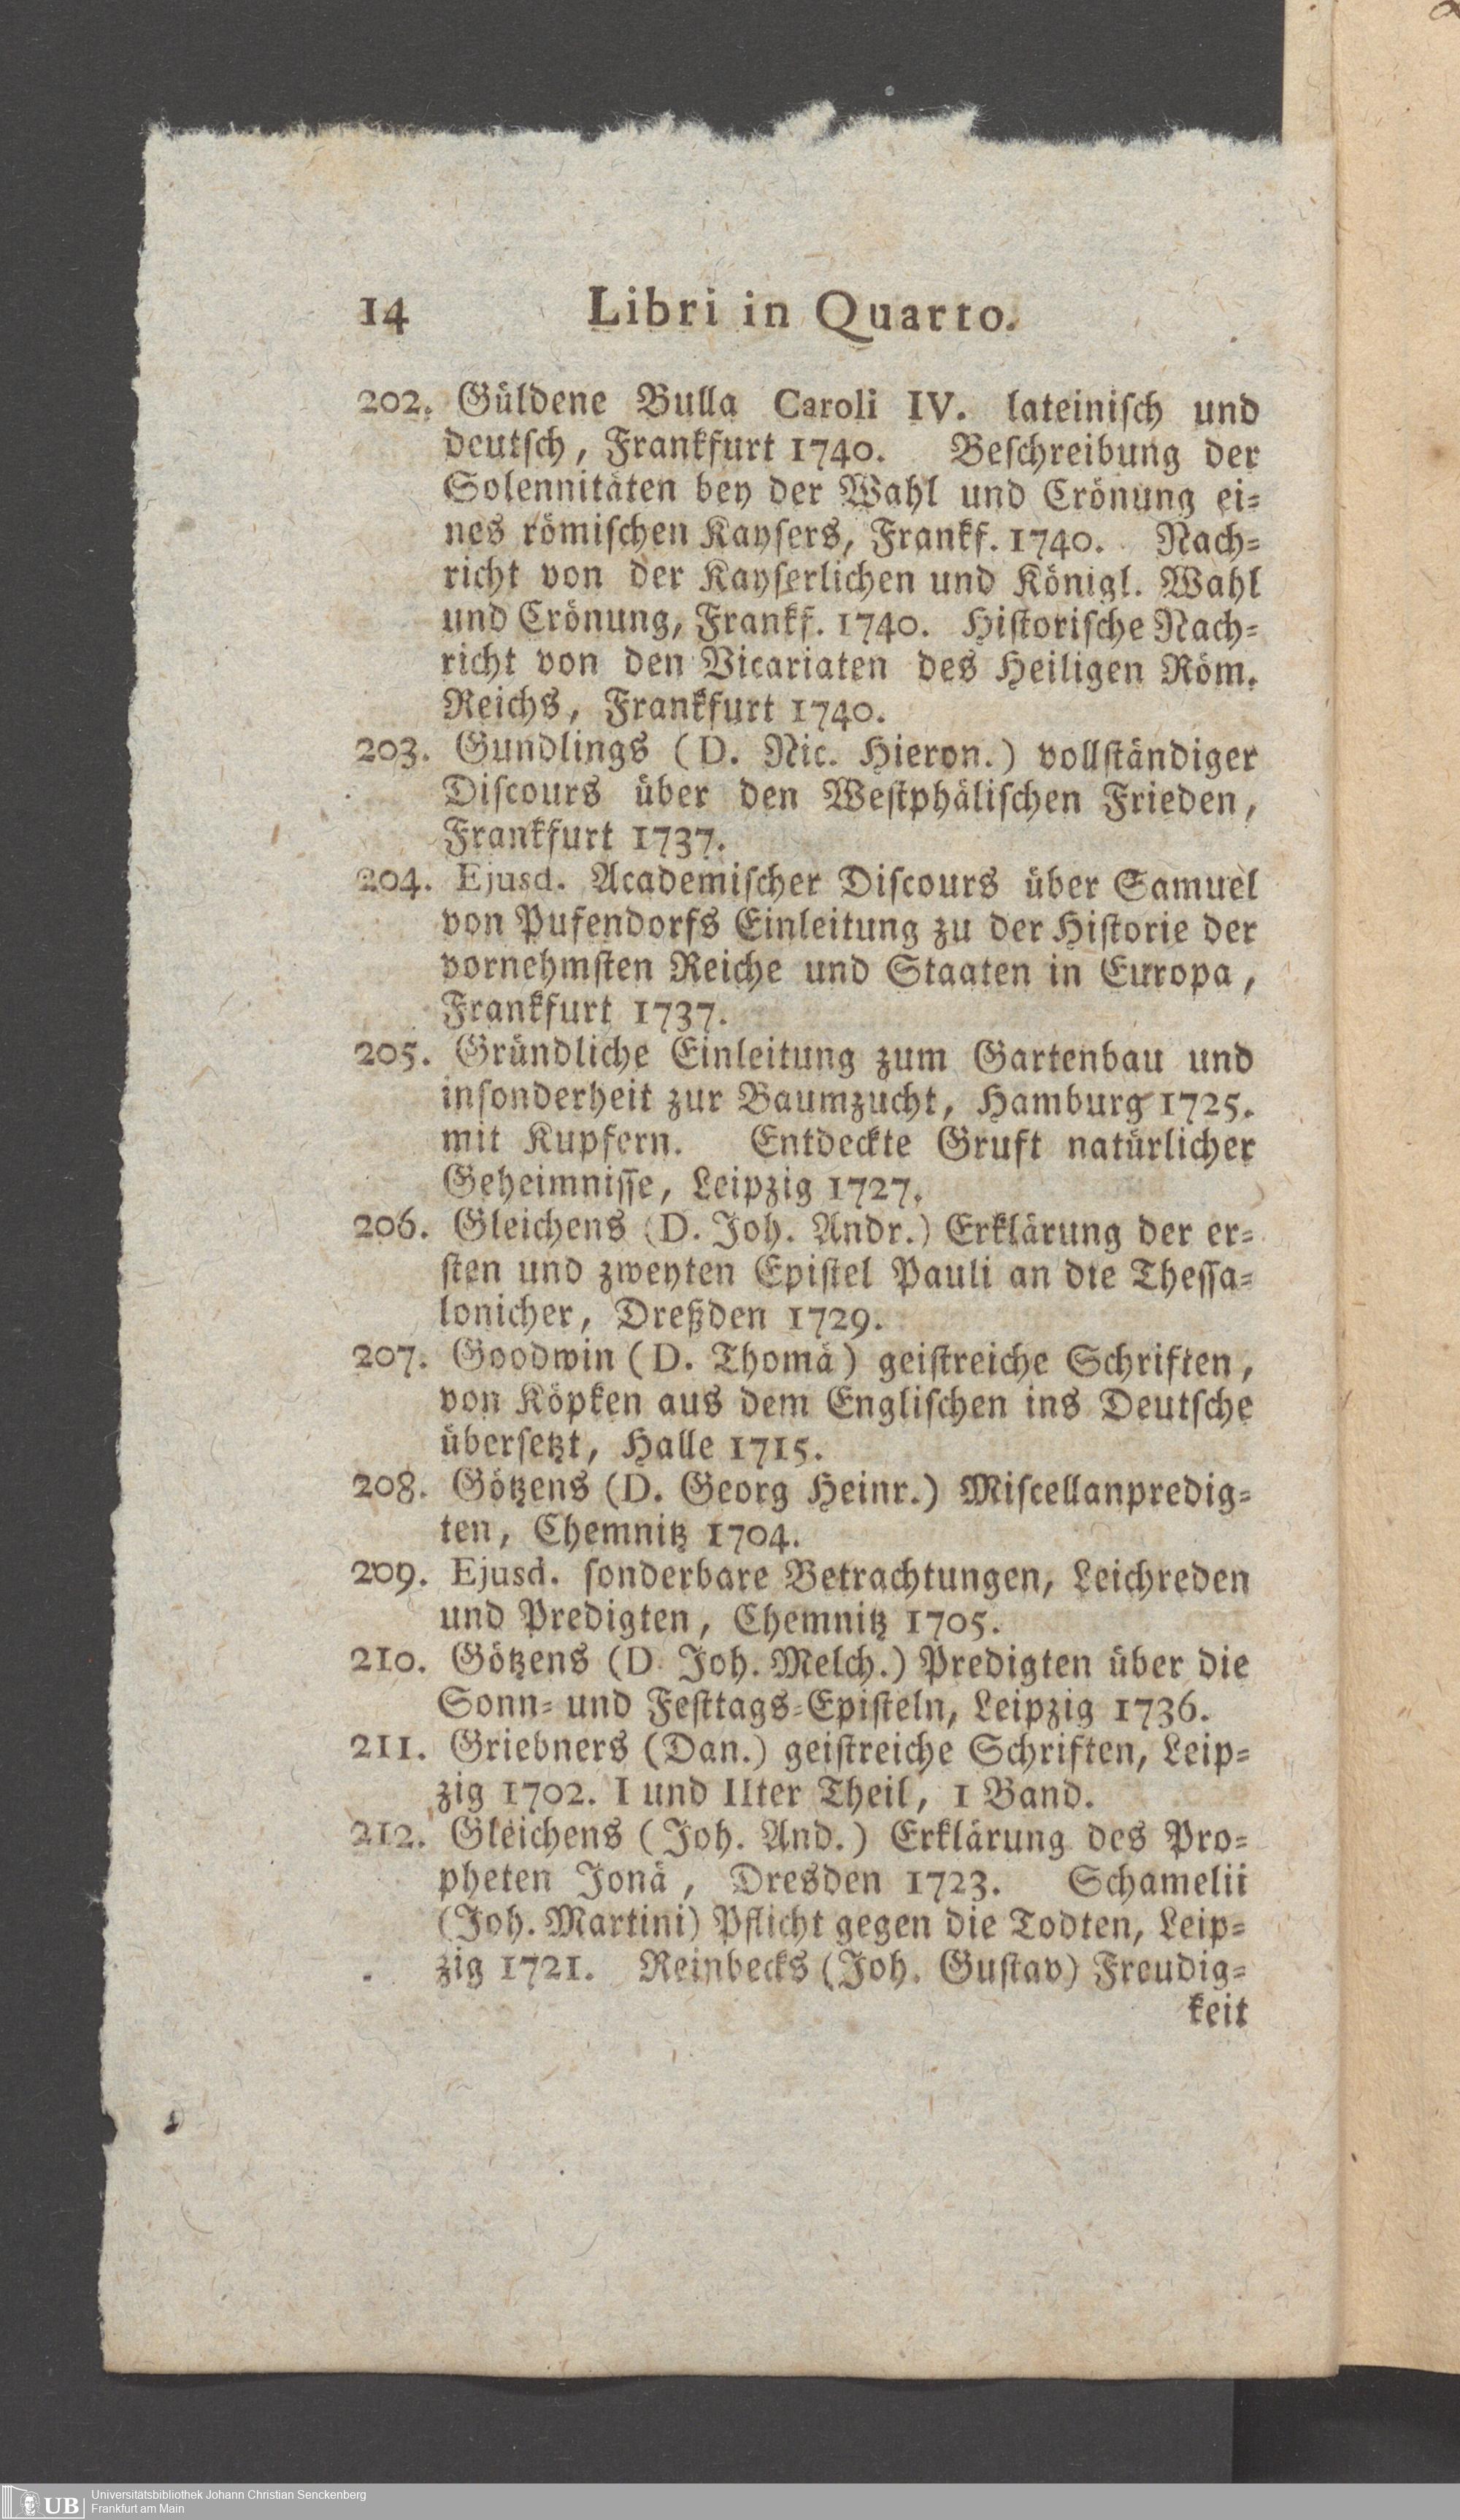 14 Libri in Quarto.
202. Güldene Bulla Caroli IV. lateinisch und
deutsch, Frankfurt 1740. Beschreibung der
Solennitäten bey der Wahl und Crönung ei=
nes römischen Kaysers, Frankf. 1740. Nach=
richt von der Kayserlichen und Königl. Wahl
und Crönung, Frankf. 1740. Historische Nach=
richt von den Vicariaten des Heiligen Röm.
Reichs, Frankfurt 1740.
203. Gundlings (D. Nic. Hieron.) vollständiger
Discours über den Westphälischen Frieden,
Frankfurt 1737.
204. Ejusd. Academischer Discours über Samuel
von Pufendorfs Einleitung zu der Historie der
vornehmsten Reiche und Staaten in Europa,
Frankfurt 1737.
205. Gründliche Einleitung zum Gartenbau und
insonderheit zur Baumzucht, Hamburg 1725.
mit Kupfern. Entdeckte Gruft natürlicher
Geheimnisse, Leipzig 1727.
206. Gleichens (D. Joh. Andr.) Erklärung der er=
sten und zweyten Epistel Pauli an die Thessa=
lonicher, Dreßden 1729.
207. Goodwin (D. Thomä) geistreiche Schriften,
von Köpken aus dem Englischen ins Deutsche
übersetzt, Halle 1715.
208. Götzens (D. Georg Heinr.) Miscellanpredig=
ten, Chemnitz 1704.
209. Ejusd. sonderbare Betrachtungen, Leichreden
und Predigten, Chemnitz 1705.
210. Götzens (D. Joh. Melch.) Predigten über die
Sonn= und Festtags=Episteln, Leipzig 1736.
211. Griebners (Dan.) geistreiche Schriften, Leip=
zig 1702. I und IIter Theil, 1 Band.
212. Gleichens (Joh. And.) Erklärung des Pro=
pheten Jonä, Dresden 1723. Schamelii
(Joh. Martini) Pflicht gegen die Todten, Leip=
zig 1721. Reinbecks (Joh. Gustav) Freudig=
keit
UB
Universitätsbibliothek Johann Christian Senckenberg
Frankfurt am Main